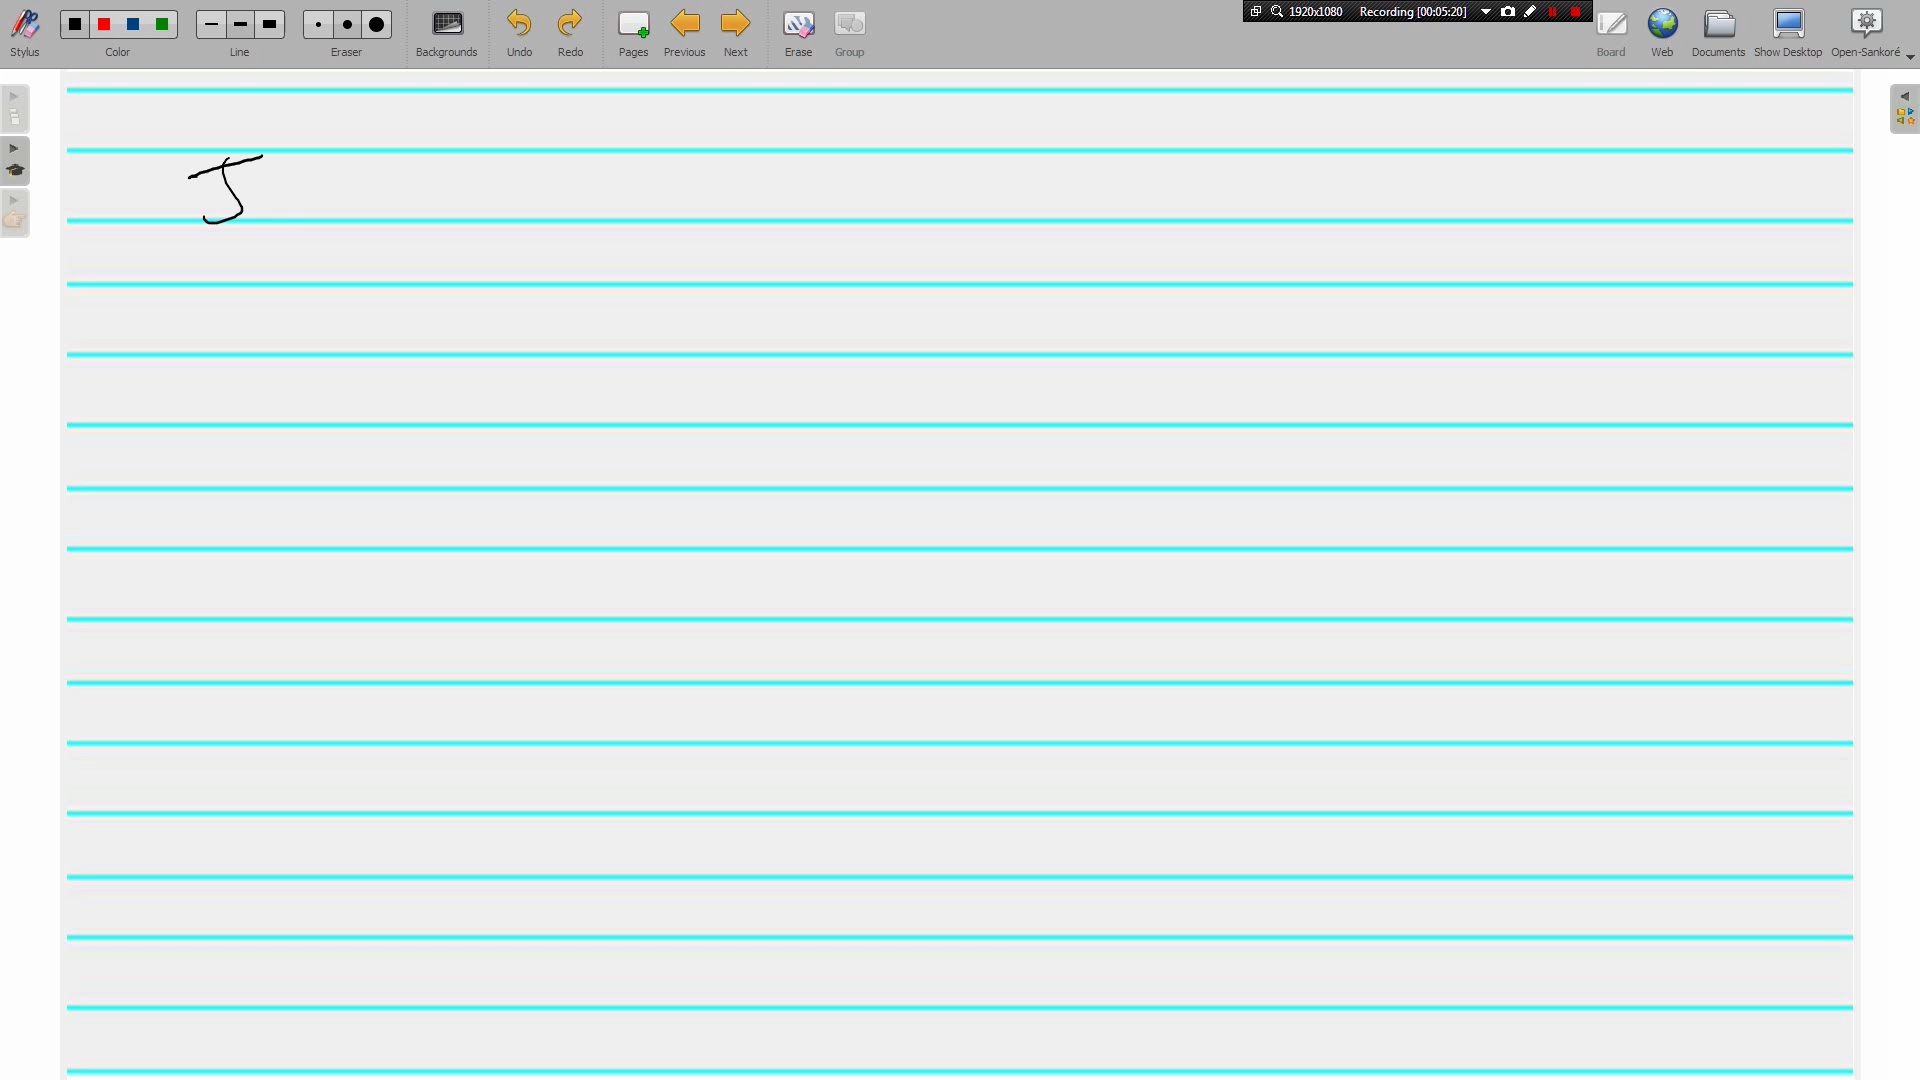 1920x1080 Recording [00:05:20]
Stylus Color Line Eraser Backgrounds Undo Redo Pages Previous Next Erase Group Board Web Documents Show Desktop Open-Sankoré
J